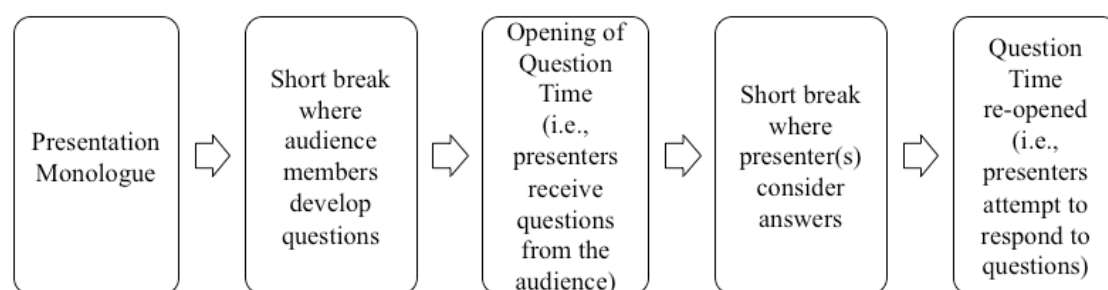 Presentation
Monologue
Short break
where
audience
members
develop
questions
Opening of
Question
Time
(i.e.,
presenters
receive
questions
from the
audience)
Short break
where
presenter(s)
consider
answers
Question
Time
re-opened
(i.e.,
presenters
attempt to
respond to
questions)